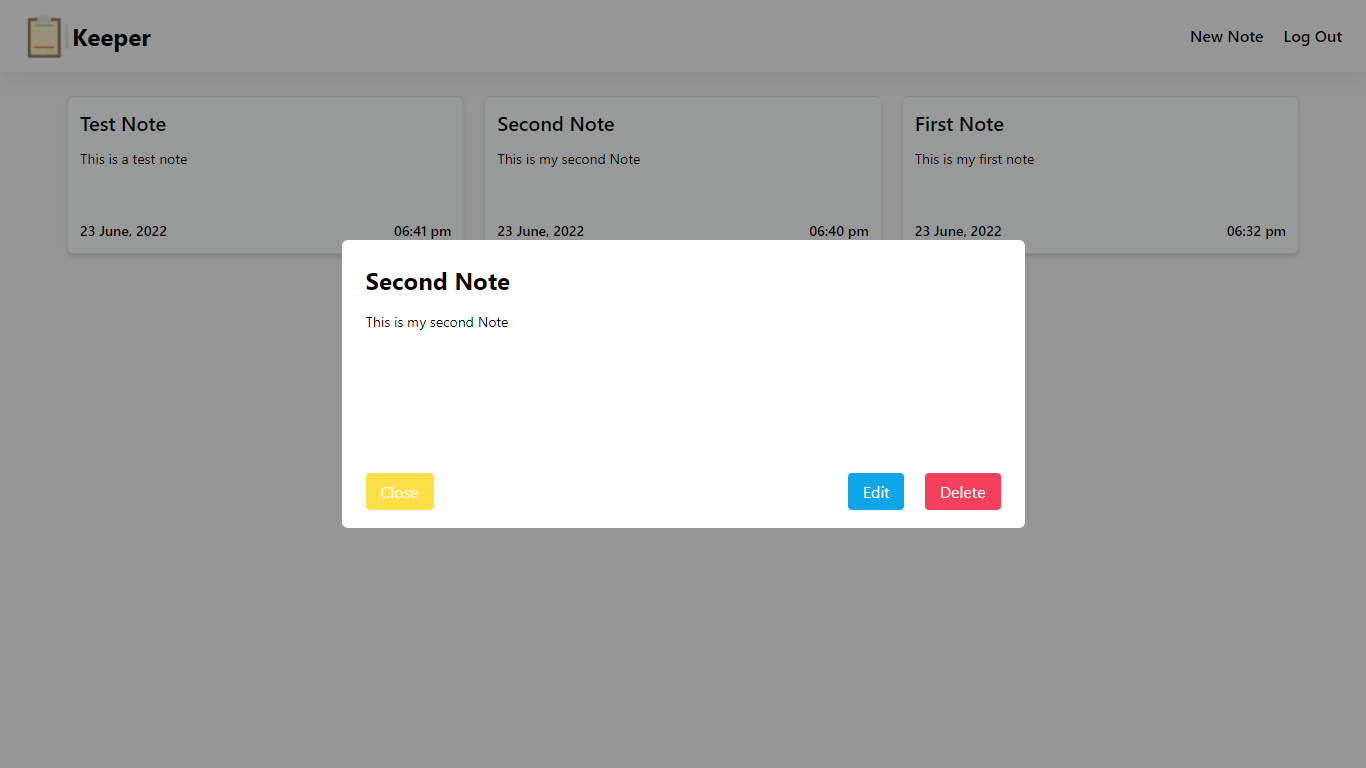 Keeper
New Note
Log Out
Test Note
This is a test note
23 June, 2022
06:41 pm
Second Note
This is my second Note
23 June, 2022
06:40 pm
First Note
This is my first note
23 June, 2022
06:32 pm
Second Note
This is my second Note
Close
Edit
Delete